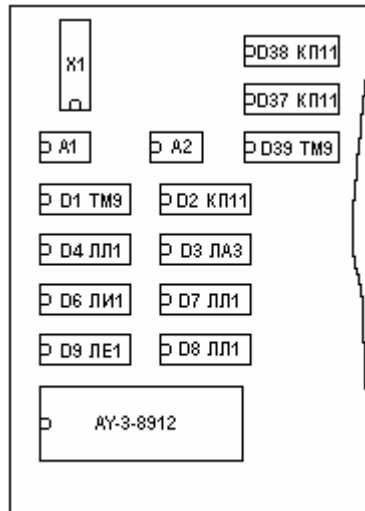 X1
D38 КП11
D37 КП11
A1
A2
D39 ТМ9
D1 ТМ9
D2 КП11
D4 ЛЛ1
D3 ЛА3
D6 ЛИ1
D7 ЛЛ1
D9 ЛЕ1
D8 ЛЛ1
AY-3-8912